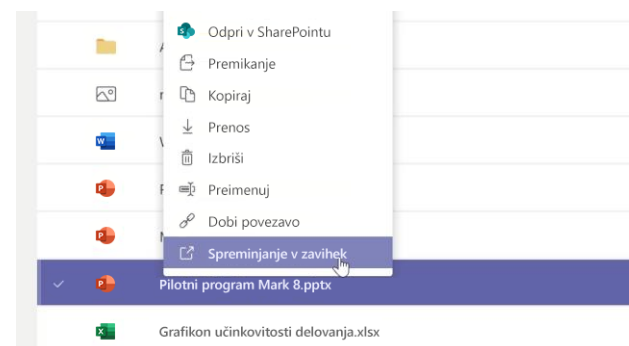 Odpri v SharePointu
Premikanje
Kopiraj
Prenos
Izbriši
Preimenuj
Dobi povezavo
Spreminjanje v zavihek
Pilotni program Mark 8.pptx
Grafikon učinkovitosti delovanja.xlsx